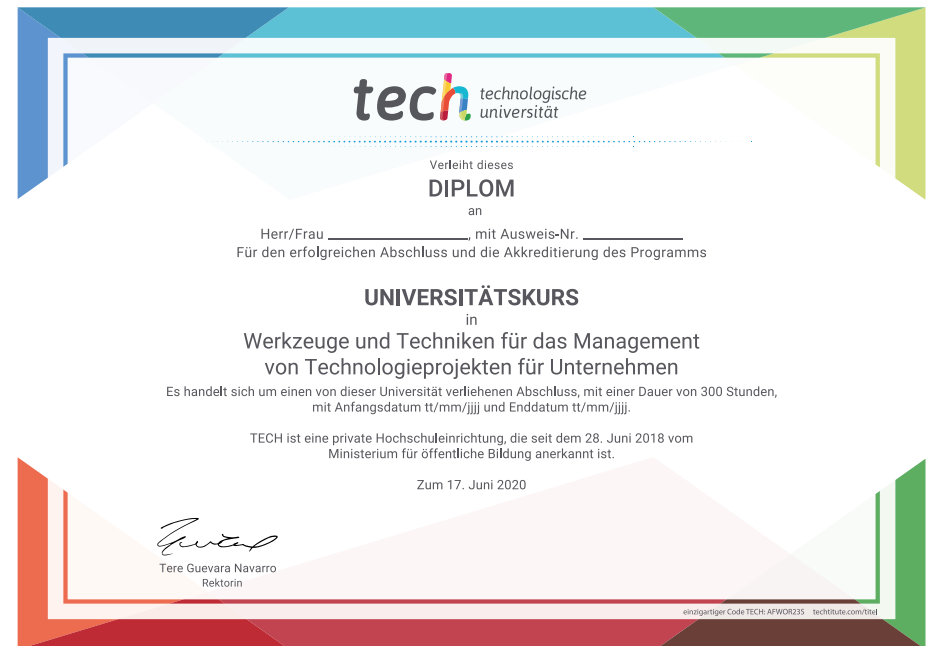 tech technologische
universität
Verleiht dieses
DIPLOM
an
Herr/Frau ____________________, mit Ausweis-Nr. ______________
Für den erfolgreichen Abschluss und die Akkreditierung des Programms
UNIVERSITÄTSKURS
in
Werkzeuge und Techniken für das Management
von Technologieprojekten für Unternehmen
Es handelt sich um einen von dieser Universität verliehenen Abschluss, mit einer Dauer von 300 Stunden,
mit Anfangsdatum tt/mm/jjjj und Enddatum tt/mm/jjjj.
TECH ist eine private Hochschuleinrichtung, die seit dem 28. Juni 2018 vom
Ministerium für öffentliche Bildung anerkannt ist.
Zum 17. Juni 2020
Tere Guevara Navarro
Rektorin
einzigartiger Code TECH: AFWOR23S techtitute.com/titel